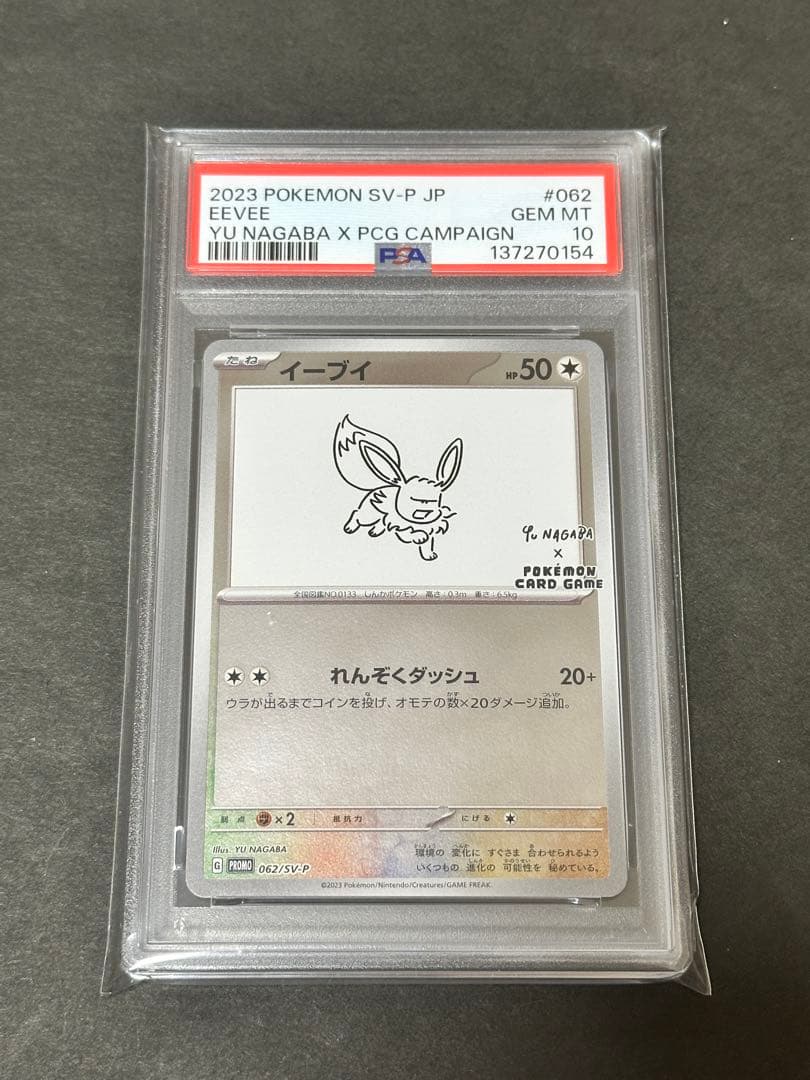 2023 POKEMON SV-P JP #062
EEVEE GEM MT
YU NAGABA X PCG CAMPAIGN 10
PSA 137270154
たね イーブイ HP 50
YU NAGABA
×
POKÉMON
CARD GAME
全国図鑑NO.0133 しんかポケモン 高さ:0.3m 重さ:6.5kg
れんぞくダッシュ 20+
ウラが出るまでコインを投げ、オモテの数×20ダメージ追加。
弱点 ×2 抵抗力 にげる
Illus. YU NAGABA
環境の 変化に すぐさま 合わせられるよう
G PROMO 062/SV-P いくつもの 進化の 可能性を 秘めている。
©2023 Pokémon/Nintendo/Creatures/GAME FREAK.